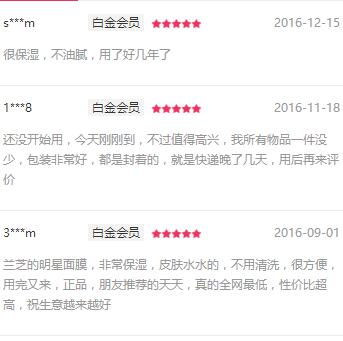 s***m 白金会员 2016-12-15
很保湿，不油腻，用了好几年了
1***8 白金会员 2016-11-18
还没开始用，今天刚刚到，不过值得高兴，我所有物品一件没
少，包装非常好，都是封着的，就是快递晚了几天，用后再来评
价
3***m 白金会员 2016-09-01
兰芝的明星面膜，非常保湿，皮肤水水的，不用清洗，很方便，
用完又来，正品，朋友推荐的天天，真的全网最低，性价比超
高，祝生意越来越好